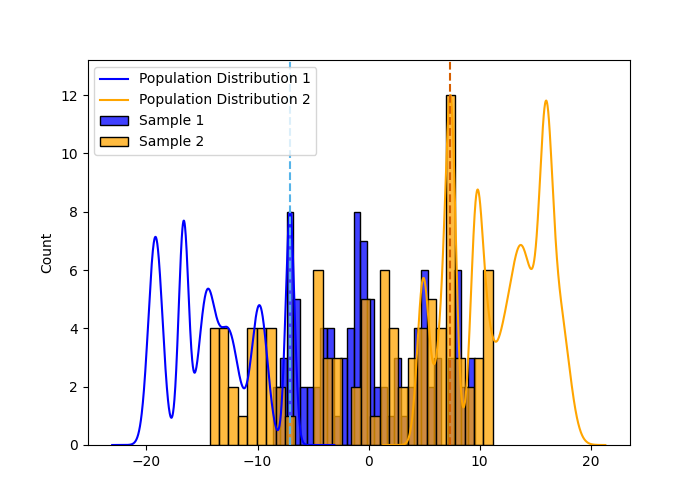 Population Distribution 1
Population Distribution 2
Sample 1
Sample 2
Count
12
10
8
6
4
2
0
−20 −10 0 10 20